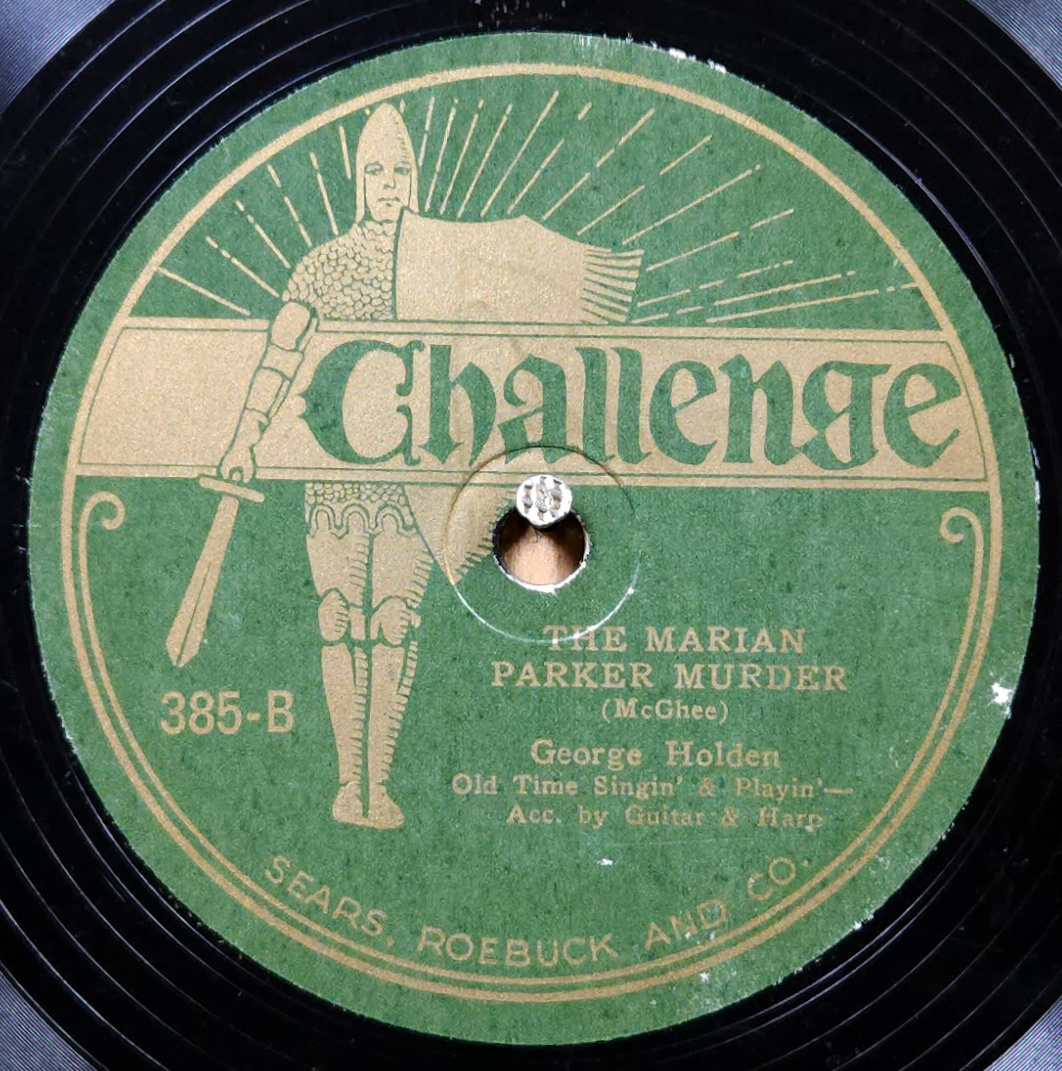 Challenge
THE MARIAN
PARKER MURDER
(McGhee)
385-B
George Holden
Old Time Singin' & Playin'—
Acc. by Guitar & Harp
SEARS, ROEBUCK AND CO.